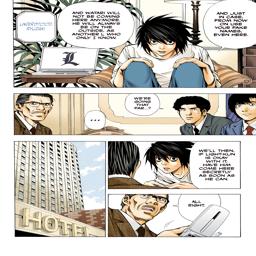 AND WATARI WILL
NOT BE COMING
HERE ANYMORE.
HE WILL ALWAYS
BE ON THE
OUTSIDE, AS
ANOTHER L WHO
ONLY I KNOW.
AND JUST
IN CASE,
FROM NOW
ON USE
YOUR FAKE
NAMES,
EVEN HERE.
L
WE'RE
GOING
THAT
FAR...?
...
WE'LL THEN,
IF LIGHT-KUN
IS OKAY
WITH IT,
HAVE HIM
COME HERE
SECRETLY
AS SOON AS
HE CAN.
HOTEL
ALL
RIGHT.